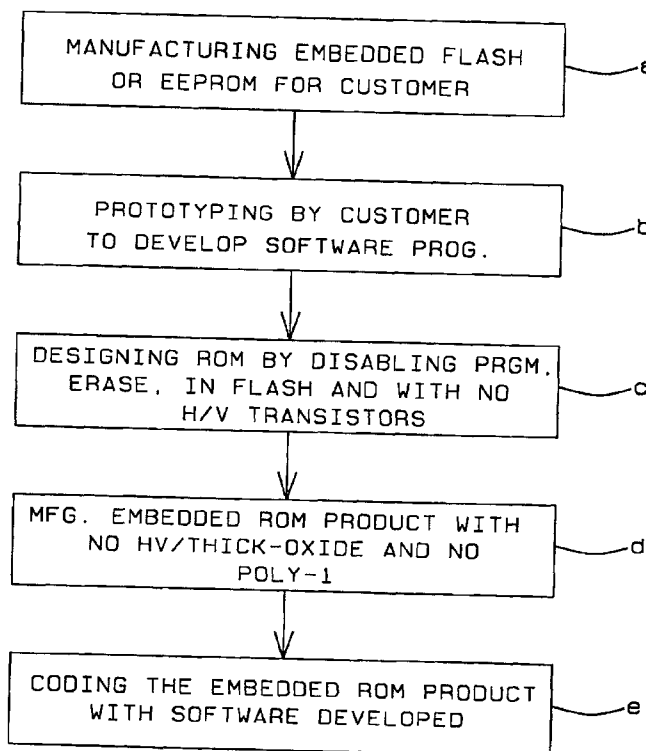 MANUFACTURING EMBEDDED FLASH
OR EEPROM FOR CUSTOMER
a
PROTOTYPING BY CUSTOMER
TO DEVELOP SOFTWARE PROG.
b
DESIGNING ROM BY DISABLING PRGM.
ERASE, IN FLASH AND WITH NO
H/V TRANSISTORS
c
MFG. EMBEDDED ROM PRODUCT WITH
NO HV/THICK-OXIDE AND NO
POLY-1
d
CODING THE EMBEDDED ROM PRODUCT
WITH SOFTWARE DEVELOPED
e